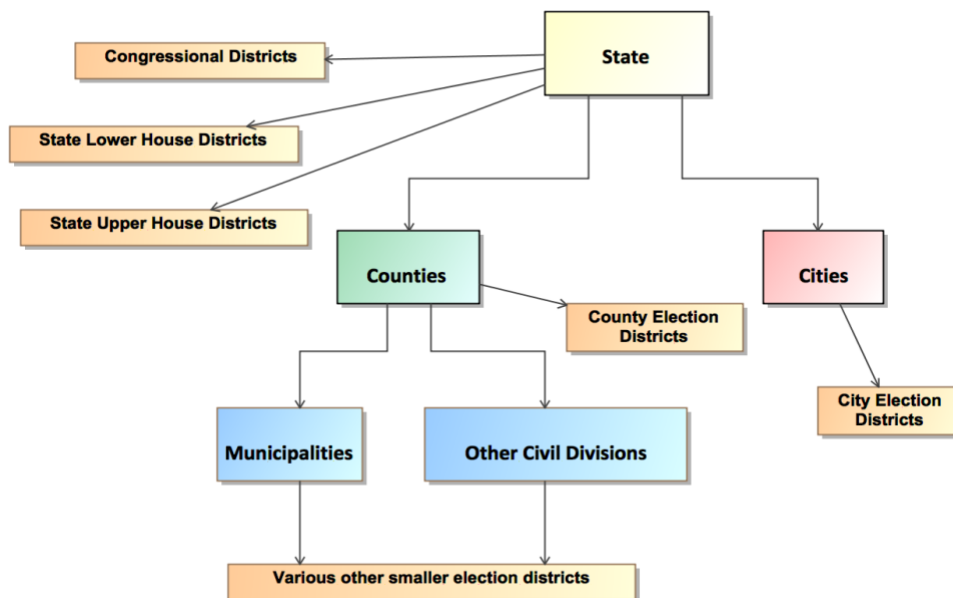 State
Congressional Districts
State Lower House Districts
State Upper House Districts
Counties
Cities
County Election
Districts
City Election
Districts
Municipalities
Other Civil Divisions
Various other smaller election districts